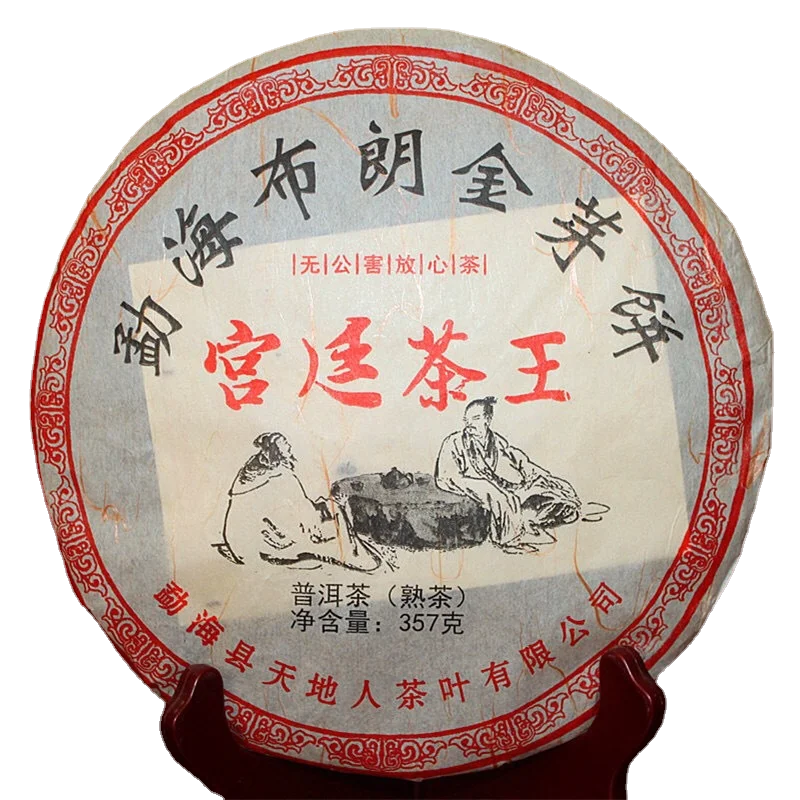 勐海布朗金芽饼
|无|公|害|放|心|茶|
宫廷茶王
普洱茶（熟茶）
净含量：357克
勐海县天地人茶叶有限公司